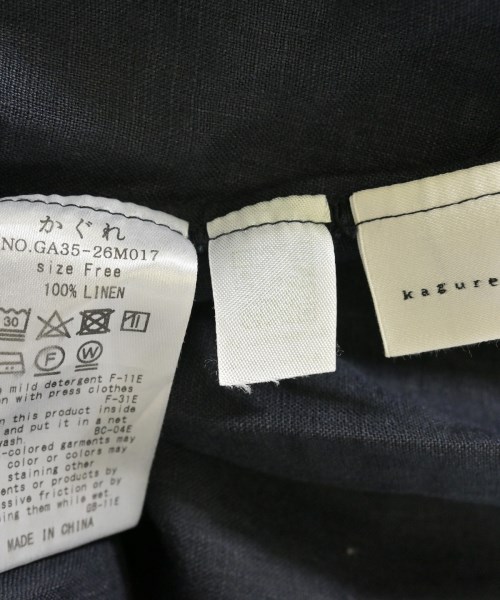 かぐれ
NO.GA35-26M017
size Free
100% LINEN
30
F
W
mild detergent F-11E
with press clothes
F-31E
n this product inside
and put it in a net
wash. BC-04E
-colored garments may
color or colors may
staining other
ents or products by
ssive friction or by
ing them while wet
GB-11E
MADE IN CHINA
kagure